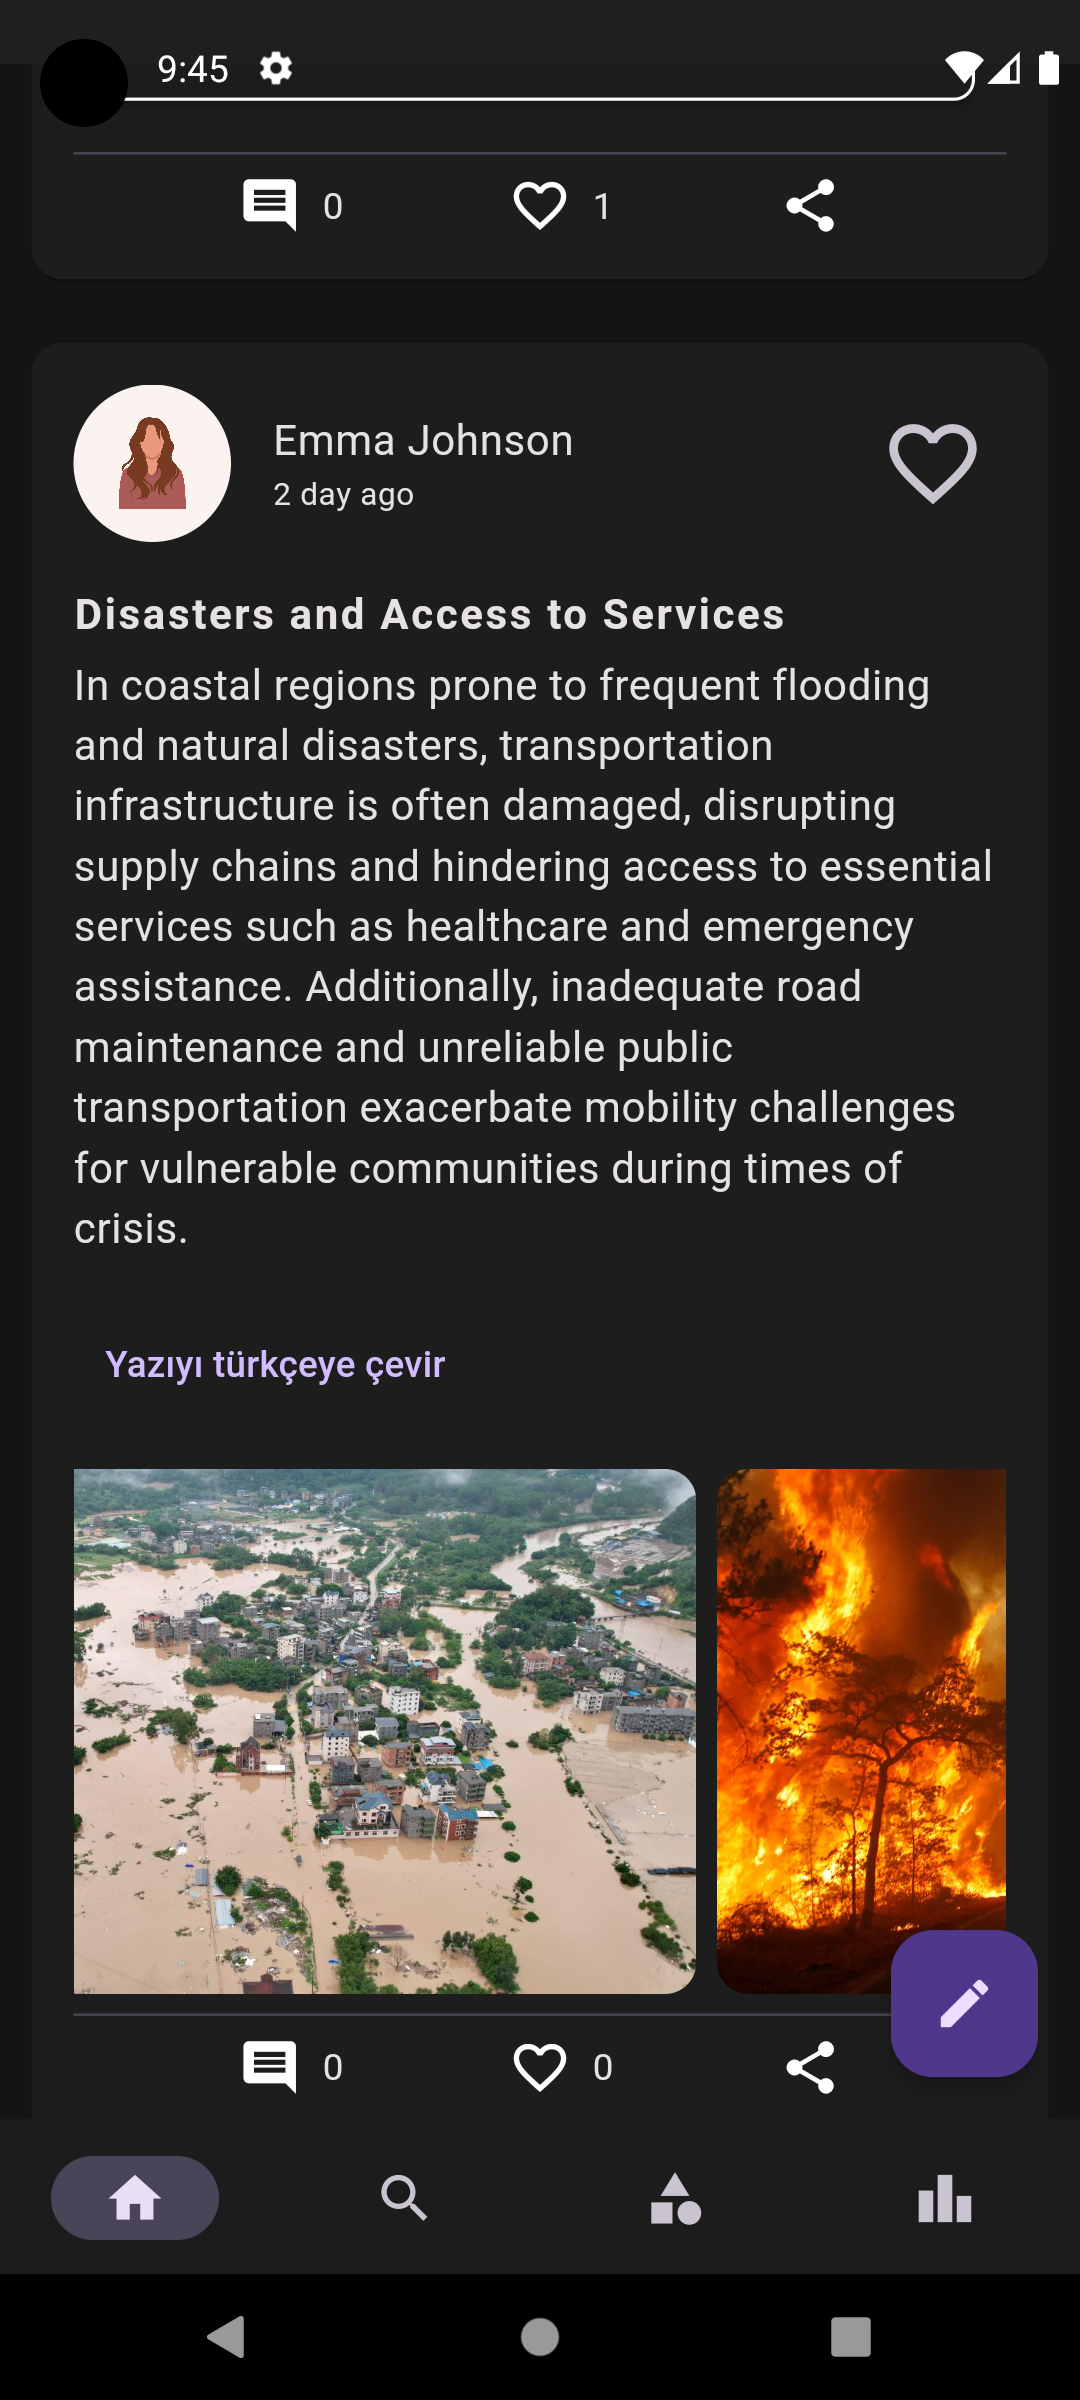 9:45
0 1
Emma Johnson
2 day ago
Disasters and Access to Services
In coastal regions prone to frequent flooding
and natural disasters, transportation
infrastructure is often damaged, disrupting
supply chains and hindering access to essential
services such as healthcare and emergency
assistance. Additionally, inadequate road
maintenance and unreliable public
transportation exacerbate mobility challenges
for vulnerable communities during times of
crisis.
Yazıyı türkçeye çevir
0 0